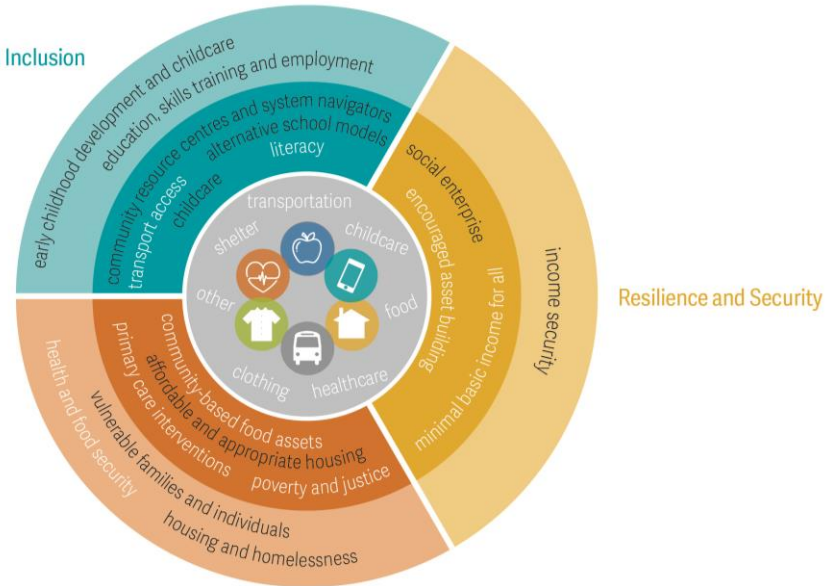 Inclusion
early childhood development and childcare
education, skills training and employment
community resource centres and system navigators
alternative school models
literacy
transport access
childcare
Resilience and Security
income security
social enterprise
encouraged asset building
minimal basic income for all
transportation
childcare
food
healthcare
clothing
other
shelter
community-based food assets
affordable and appropriate housing
primary care interventions
poverty and justice
health and food security
vulnerable families and individuals
housing and homelessness